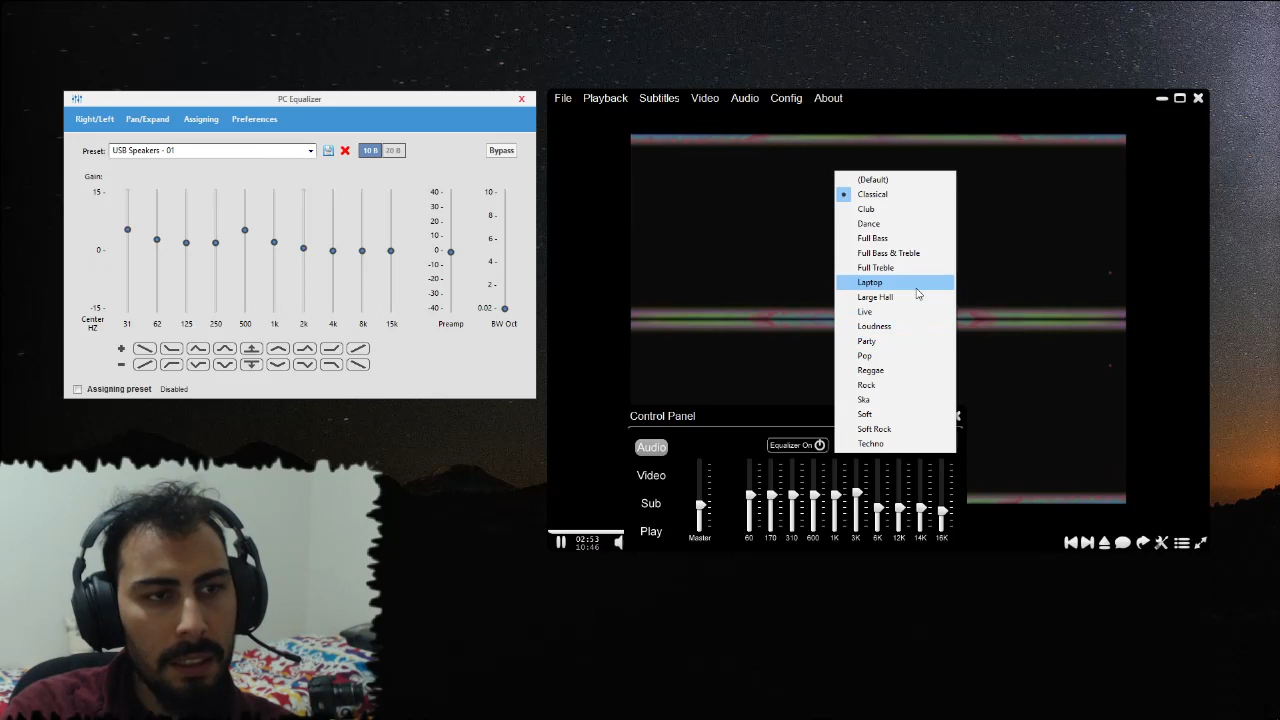 PC Equalizer
X
Right/Left Pan/Expand Assigning Preferences
Preset: USB Speakers - 01 10 B 20 B Bypass
Gain:
15 -
0 -
-15 -
40 -
30 -
20 -
10 -
0 -
-10 -
-20 -
-30 -
-40 -
10 -
8 -
6 -
4 -
2 -
0.02 -
Center HZ
31 62 125 250 500 1k 2k 4k 8k 15k Preamp BW Oct
+
−
Assigning preset Disabled
File Playback Subtitles Video Audio Config About
(Default)
Classical
Club
Dance
Full Bass
Full Bass & Treble
Full Treble
Laptop
Large Hall
Live
Loudness
Party
Pop
Reggae
Rock
Ska
Soft
Soft Rock
Techno
Control Panel
Audio
Equalizer On
Video
Sub
Play
Master 60 170 310 600 1K 3K 6K 12K 14K 16K
02:53
10:46